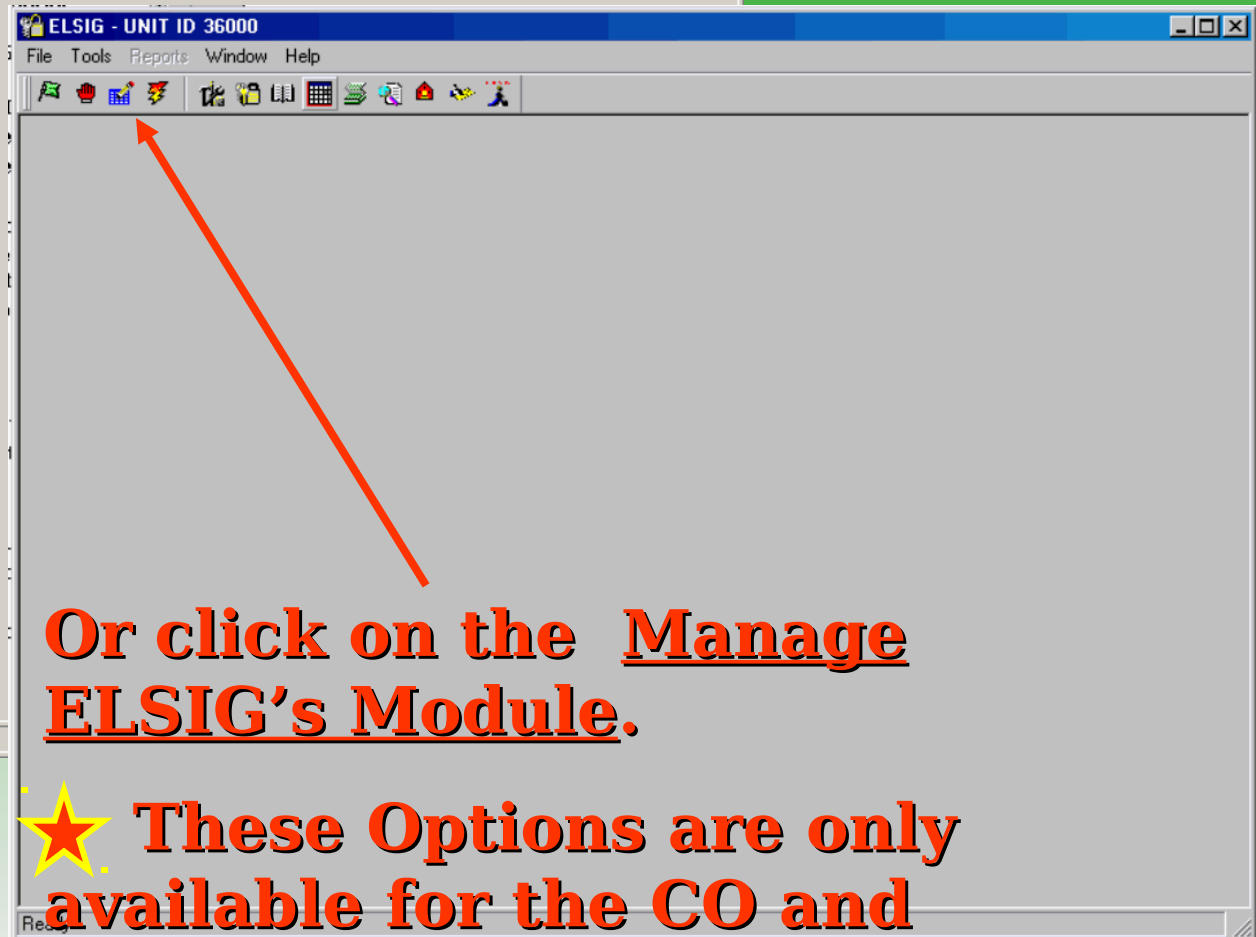 ELSIG - UNIT ID 36000
File Tools Reports Window Help
Or click on the Manage
ELSIG’s Module.
These Options are only
available for the CO and